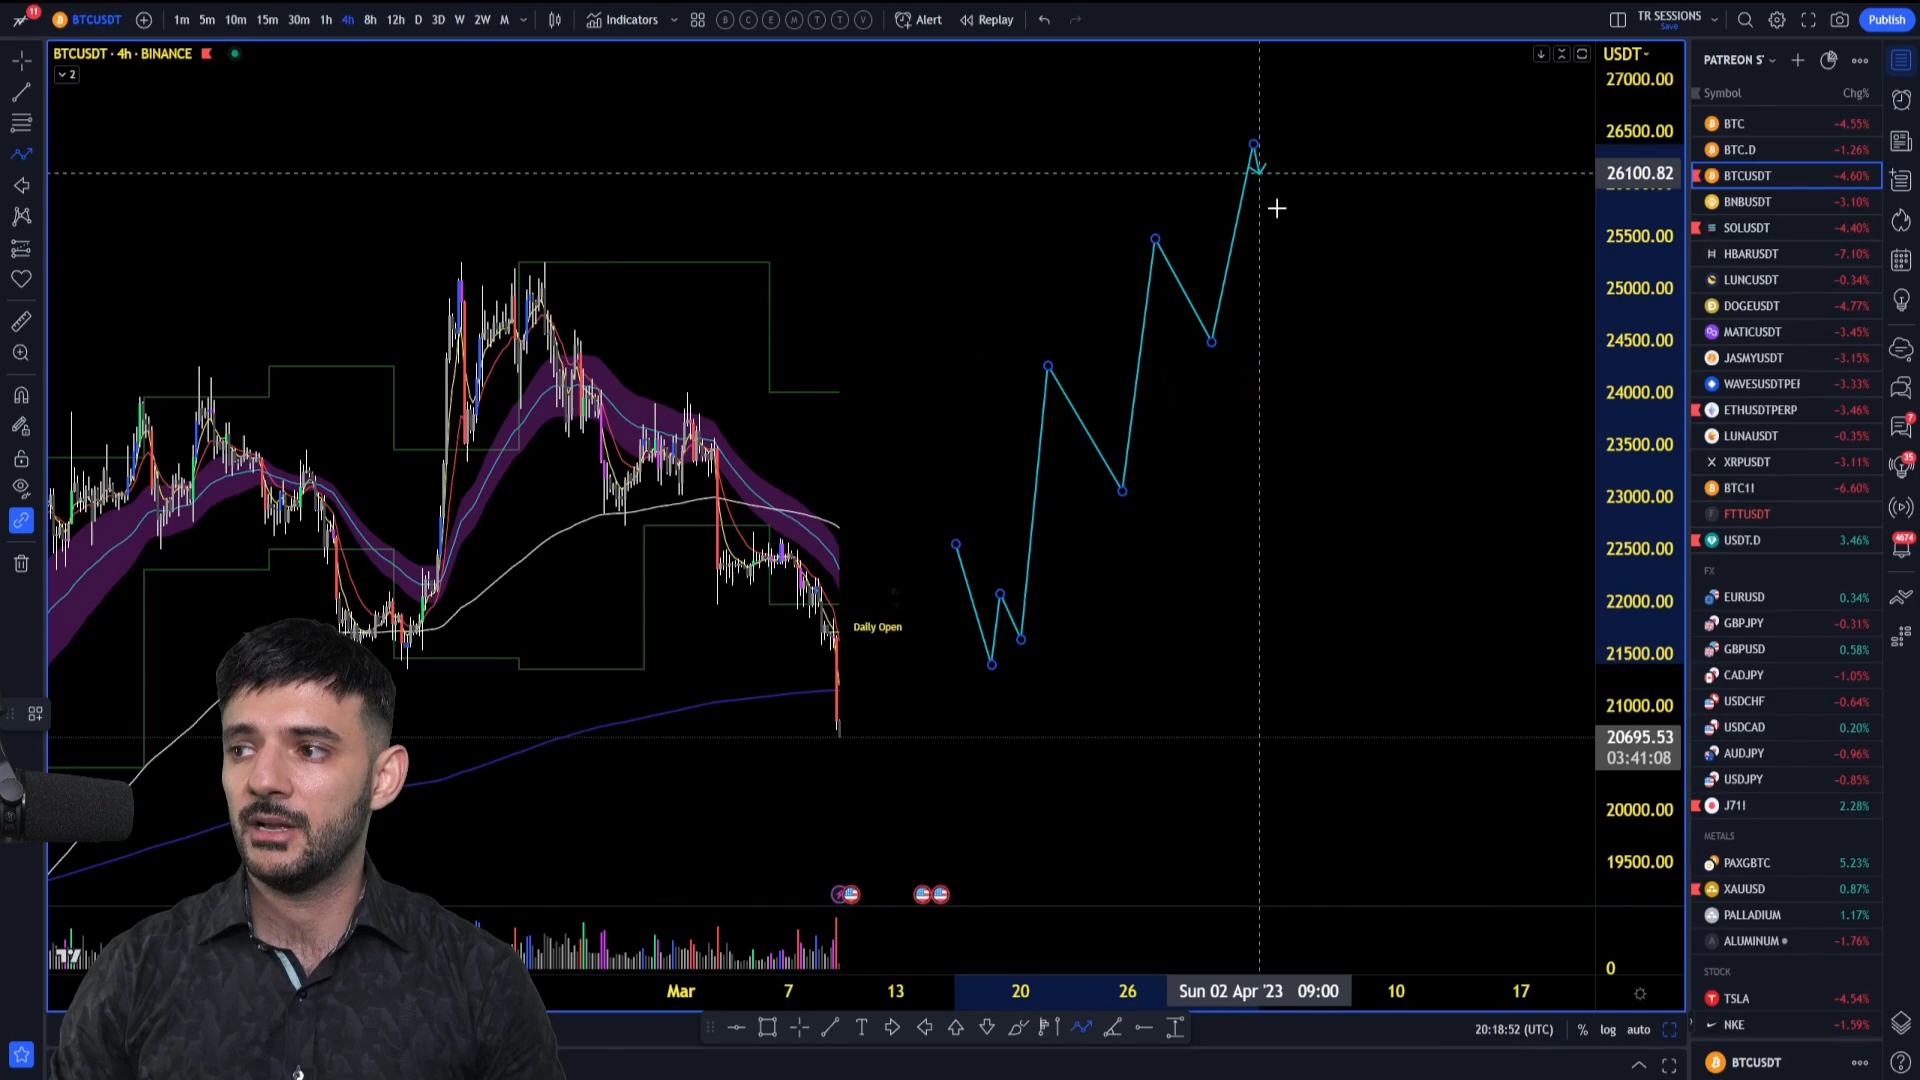 11
BTCUSDT
1m 5m 10m 15m 30m 1h 4h 8h 12h D 3D W 2W M
Indicators
B C E M T T V
Alert
Replay
TR SESSIONS
Save
Publish
BTCUSDT · 4h · BINANCE
2
USDT
27000.00
26500.00
26100.82
25500.00
25000.00
24500.00
24000.00
23500.00
23000.00
22500.00
22000.00
21500.00
21000.00
20695.53
03:41:08
20000.00
19500.00
0
Daily Open
Mar 7 13 20 26 Sun 02 Apr '23 09:00 10 17
20:18:52 (UTC) % log auto
PATREON S'
Symbol Chg%
BTC −4.55%
BTC.D −1.26%
BTCUSDT −4.60%
BNBUSDT −3.10%
SOLUSDT −4.40%
HBARUSDT −7.10%
LUNCUSDT −0.34%
DOGEUSDT −4.77%
MATICUSDT −3.45%
JASMYUSDT −3.15%
WAVESUSDTPEI −3.33%
ETHUSDTPERP −3.46%
LUNAUSDT −0.35%
XRPUSDT −3.11%
BTC1! −6.60%
FTTUSDT
USDT.D 3.46%
FX
EURUSD 0.34%
GBPJPY −0.31%
GBPUSD 0.58%
CADJPY −1.05%
USDCHF −0.64%
USDCAD 0.20%
AUDJPY −0.96%
USDJPY −0.85%
J71! 2.28%
METALS
PAXGBTC 5.23%
XAUUSD 0.87%
PALLADIUM 1.17%
ALUMINUM −1.76%
STOCK
TSLA −4.54%
NKE −1.59%
BTCUSDT
7
35
4674